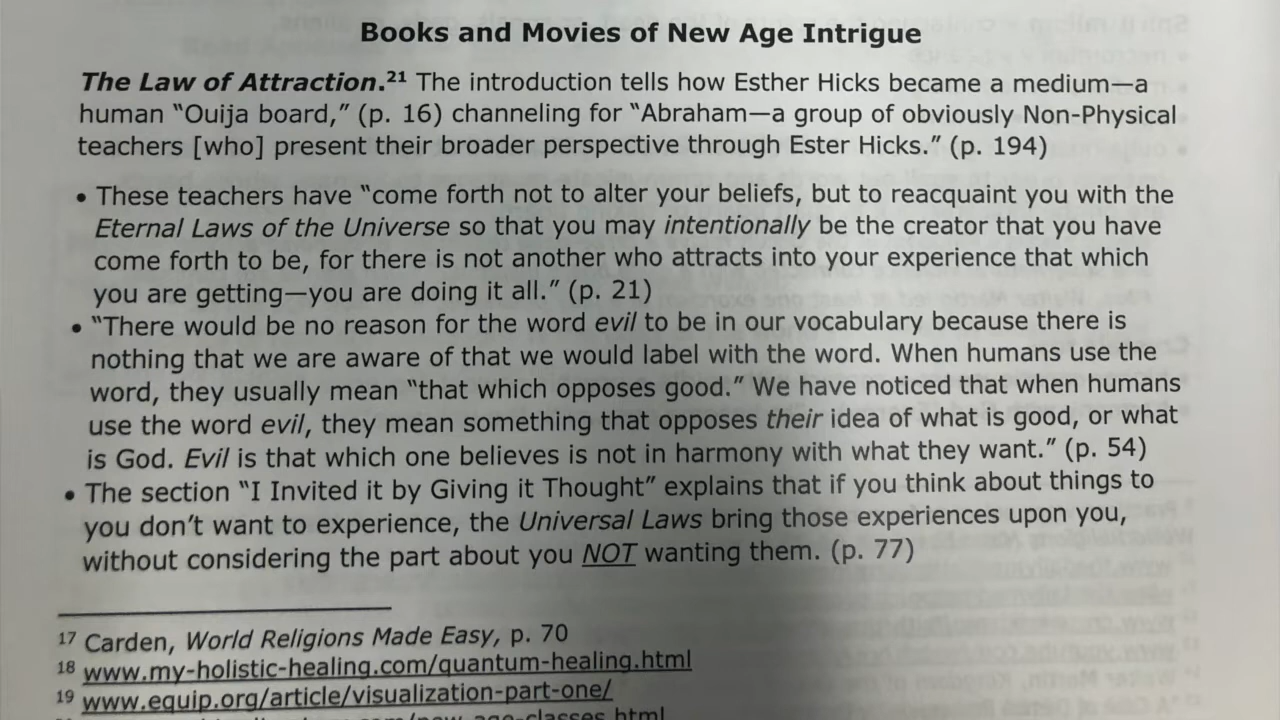 Books and Movies of New Age Intrigue
The Law of Attraction.²¹ The introduction tells how Esther Hicks became a medium—a
human “Ouija board,” (p. 16) channeling for “Abraham—a group of obviously Non-Physical
teachers [who] present their broader perspective through Ester Hicks.” (p. 194)
• These teachers have “come forth not to alter your beliefs, but to reacquaint you with the
Eternal Laws of the Universe so that you may intentionally be the creator that you have
come forth to be, for there is not another who attracts into your experience that which
you are getting—you are doing it all.” (p. 21)
• “There would be no reason for the word evil to be in our vocabulary because there is
nothing that we are aware of that we would label with the word. When humans use the
word, they usually mean “that which opposes good.” We have noticed that when humans
use the word evil, they mean something that opposes their idea of what is good, or what
is God. Evil is that which one believes is not in harmony with what they want.” (p. 54)
• The section “I Invited it by Giving it Thought” explains that if you think about things to
you don’t want to experience, the Universal Laws bring those experiences upon you,
without considering the part about you NOT wanting them. (p. 77)
¹⁷ Carden, World Religions Made Easy, p. 70
¹⁸ www.my-holistic-healing.com/quantum-healing.html
¹⁹ www.equip.org/article/visualization-part-one/